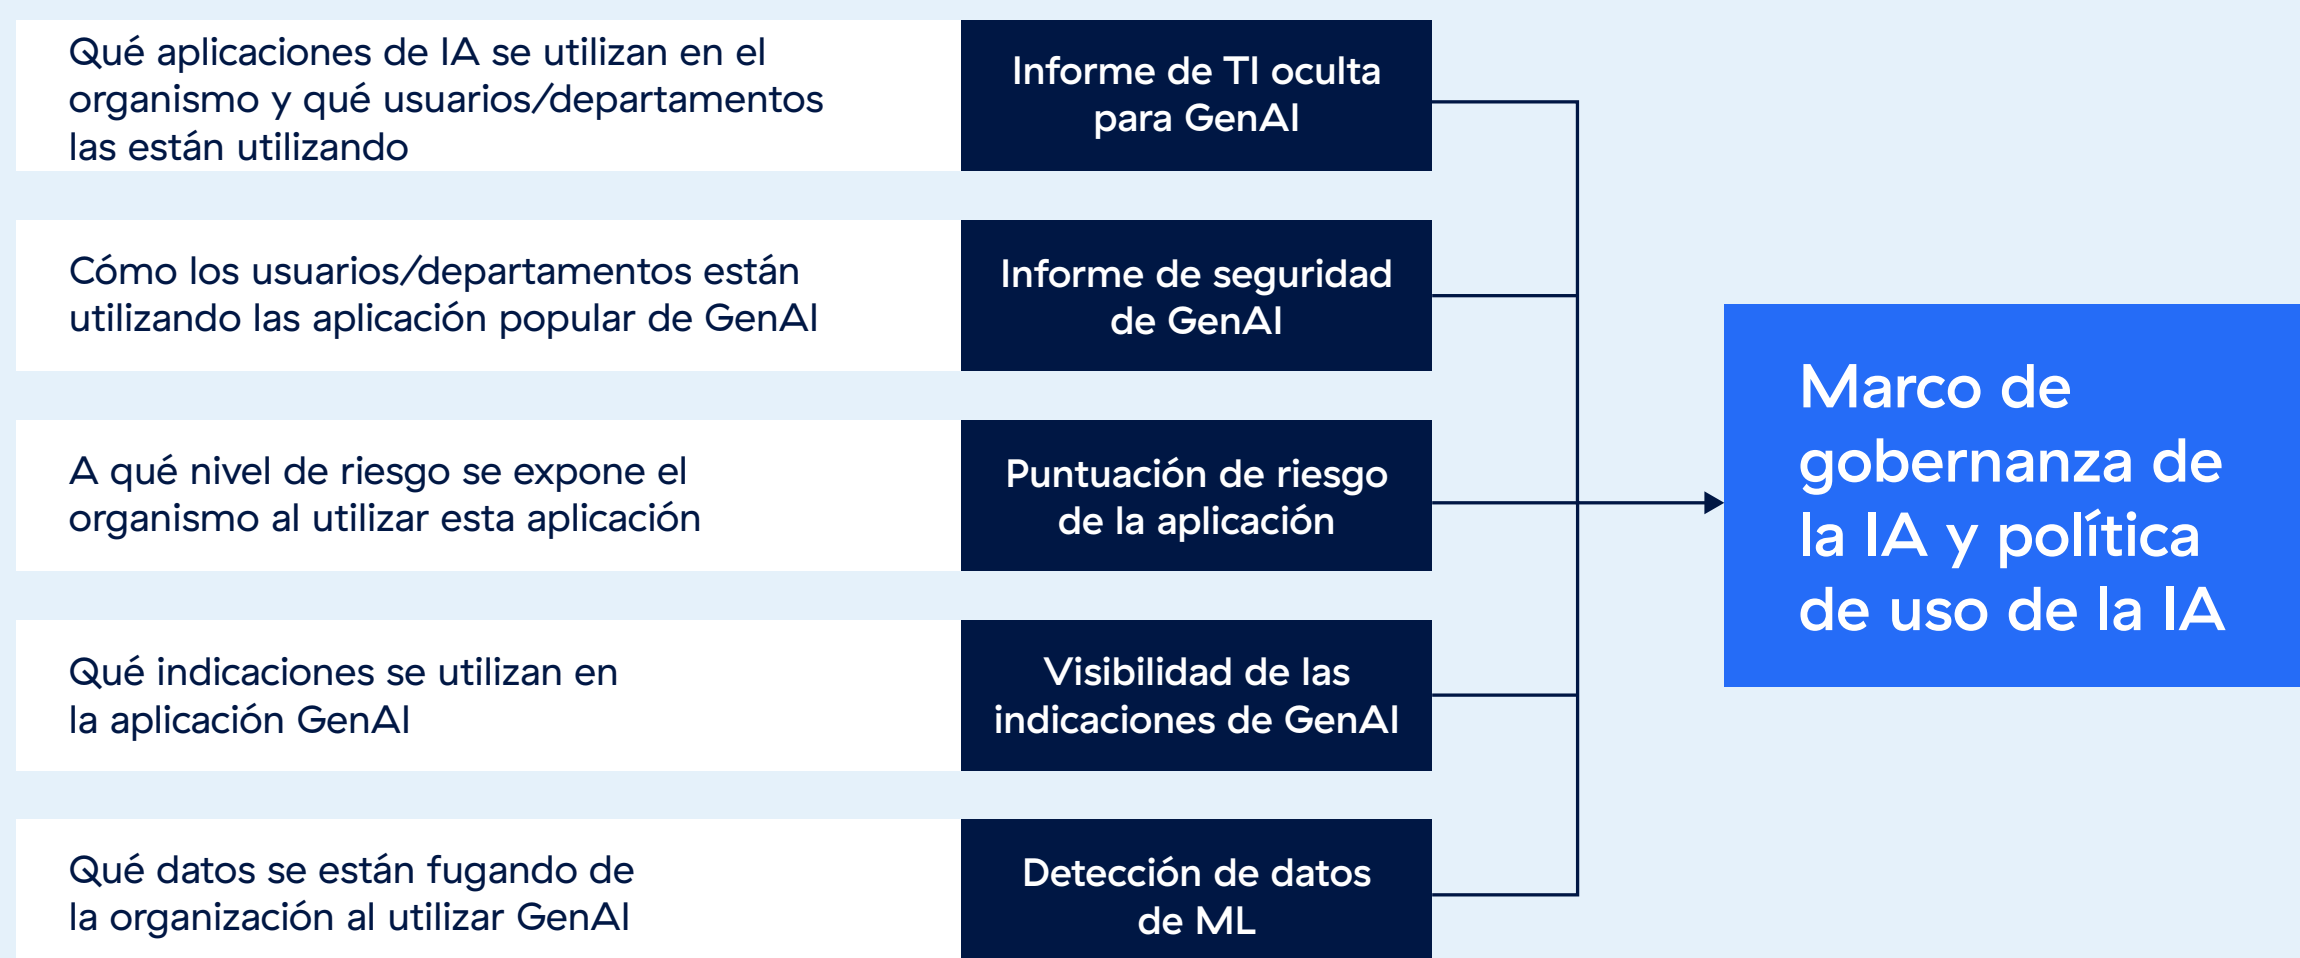 Qué aplicaciones de IA se utilizan en el
organismo y qué usuarios/departamentos
las están utilizando
Informe de TI oculta
para GenAI
Cómo los usuarios/departamentos están
utilizando las aplicación popular de GenAI
Informe de seguridad
de GenAI
A qué nivel de riesgo se expone el
organismo al utilizar esta aplicación
Puntuación de riesgo
de la aplicación
Qué indicaciones se utilizan en
la aplicación GenAI
Visibilidad de las
indicaciones de GenAI
Qué datos se están fugando de
la organización al utilizar GenAI
Detección de datos
de ML
Marco de
gobernanza de
la IA y política
de uso de la IA